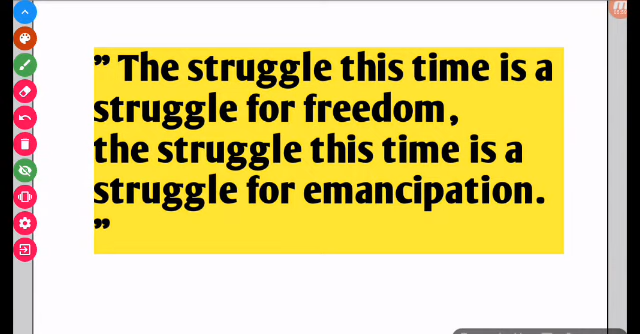 ” The struggle this time is a
struggle for freedom,
the struggle this time is a
struggle for emancipation.
”